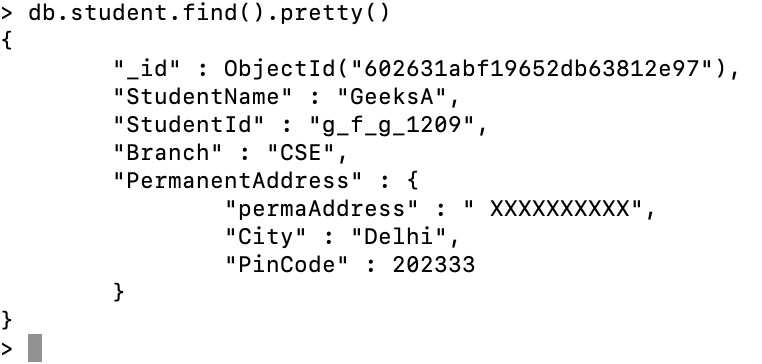 > db.student.find().pretty()
{
        "_id" : ObjectId("602631abf19652db63812e97"),
        "StudentName" : "GeeksA",
        "StudentId" : "g_f_g_1209",
        "Branch" : "CSE",
        "PermanentAddress" : {
                "permaAddress" : " XXXXXXXXXX",
                "City" : "Delhi",
                "PinCode" : 202333
        }
}
>